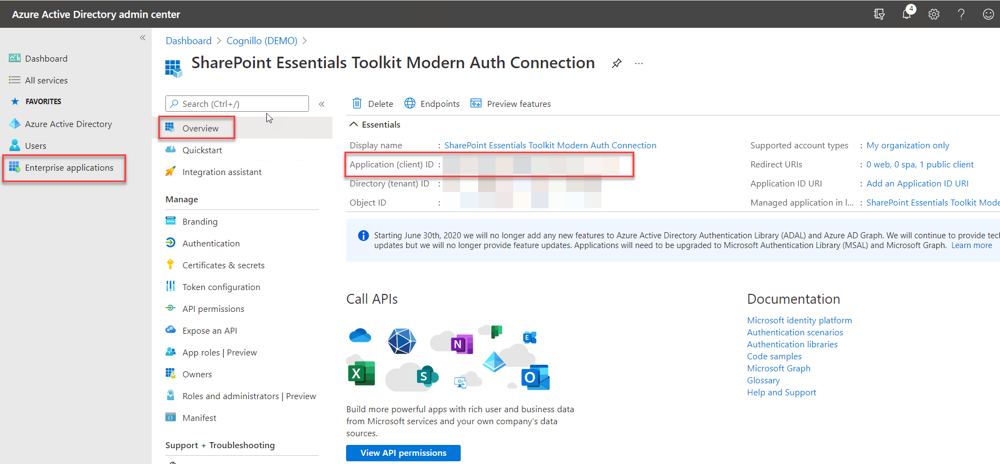 Azure Active Directory admin center
4
«
Dashboard
All services
FAVORITES
Azure Active Directory
Users
Enterprise applications
Dashboard > Cognillo (DEMO) >
SharePoint Essentials Toolkit Modern Auth Connection
...
Search (Ctrl+/)
«
Overview
Quickstart
Integration assistant
Manage
Branding
Authentication
Certificates & secrets
Token configuration
API permissions
Expose an API
App roles | Preview
Owners
Roles and administrators | Preview
Manifest
Support + Troubleshooting
Delete
Endpoints
Preview features
Essentials
Display name : SharePoint Essentials Toolkit Modern Auth Connection
Application (client) ID :
Directory (tenant) ID :
Object ID :
Supported account types : My organization only
Redirect URIs : 0 web, 0 spa, 1 public client
Application ID URI : Add an Application ID URI
Managed application in l... : SharePoint Essentials Toolkit Mode
Starting June 30th, 2020 we will no longer add any new features to Azure Active Directory Authentication Library (ADAL) and Azure AD Graph. We will continue to provide tec
updates but we will no longer provide feature updates. Applications will need to be upgraded to Microsoft Authentication Library (MSAL) and Microsoft Graph. Learn more
Call APIs
N
E
X
S
O
Build more powerful apps with rich user and business data
from Microsoft services and your own company's data
sources.
View API permissions
Documentation
Microsoft identity platform
Authentication scenarios
Authentication libraries
Code samples
Microsoft Graph
Glossary
Help and Support